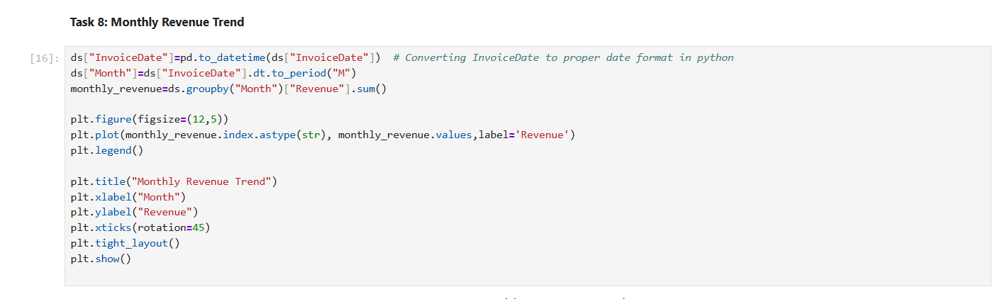 Task 8: Monthly Revenue Trend
[16]: ds["InvoiceDate"]=pd.to_datetime(ds["InvoiceDate"])  # Converting InvoiceDate to proper date format in python
ds["Month"]=ds["InvoiceDate"].dt.to_period("M")
monthly_revenue=ds.groupby("Month")["Revenue"].sum()
plt.figure(figsize=(12,5))
plt.plot(monthly_revenue.index.astype(str), monthly_revenue.values,label='Revenue')
plt.legend()
plt.title("Monthly Revenue Trend")
plt.xlabel("Month")
plt.ylabel("Revenue")
plt.xticks(rotation=45)
plt.tight_layout()
plt.show()